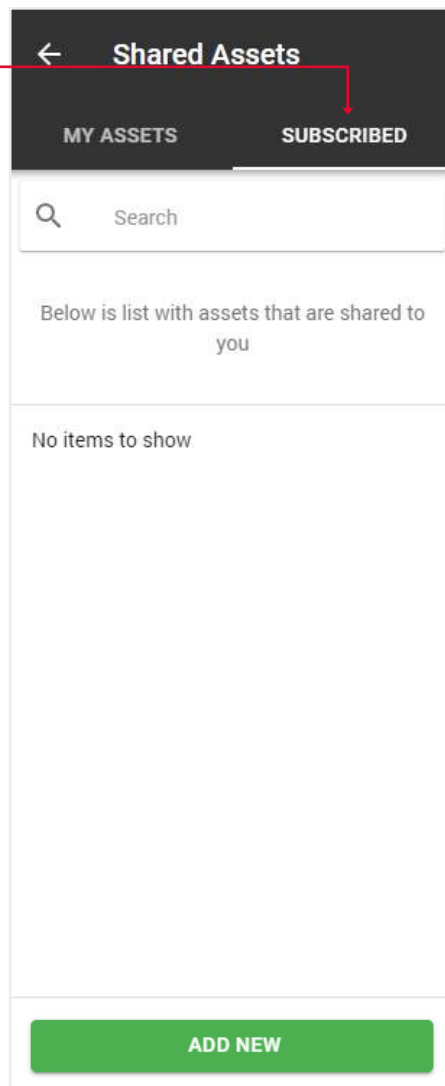 Shared Assets
MY ASSETS
SUBSCRIBED
Search
Below is list with assets that are shared to
you
No items to show
ADD NEW